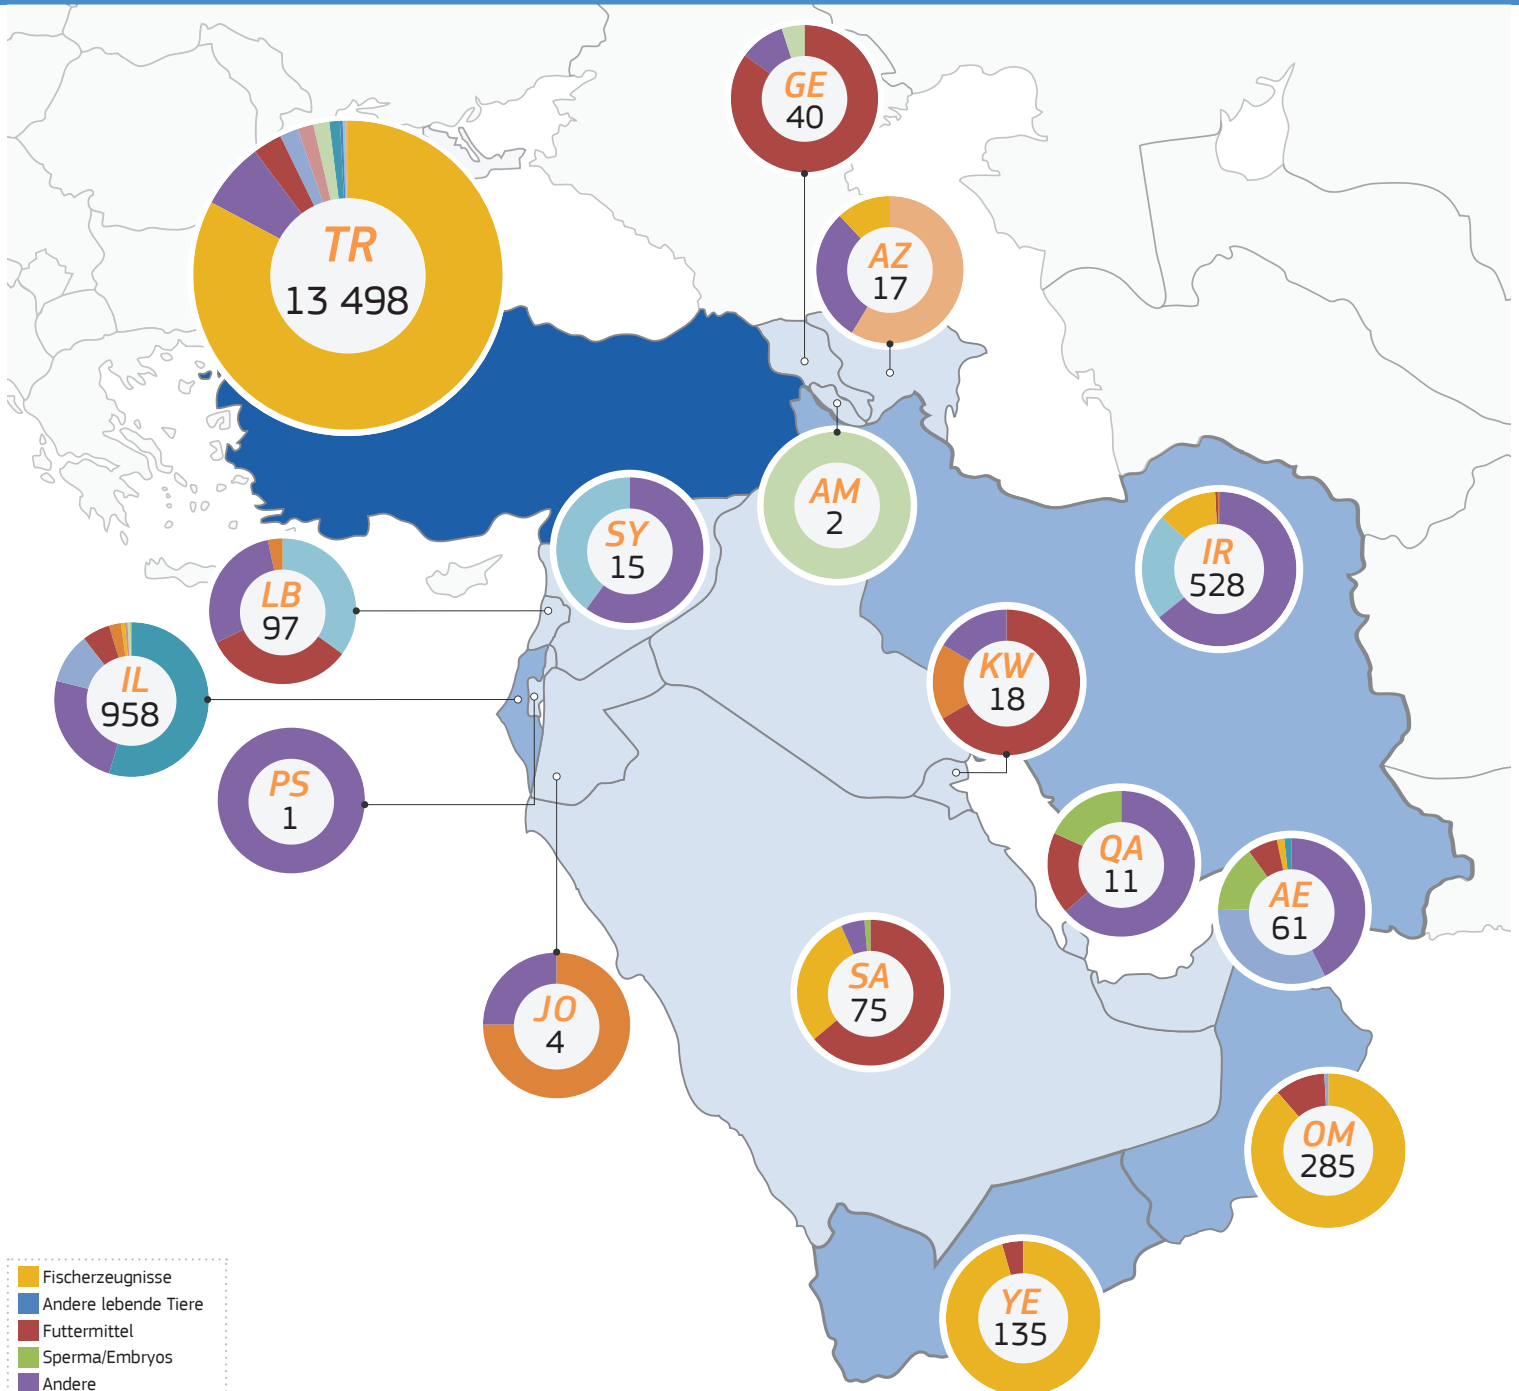 GE
40
TR
13 498
AZ
17
AM
2
SY
15
IR
528
LB
97
IL
958
KW
18
PS
1
QA
11
AE
61
SA
75
JO
4
OM
285
YE
135
Fischerzeugnisse
Andere lebende Tiere
Futtermittel
Sperma/Embryos
Andere